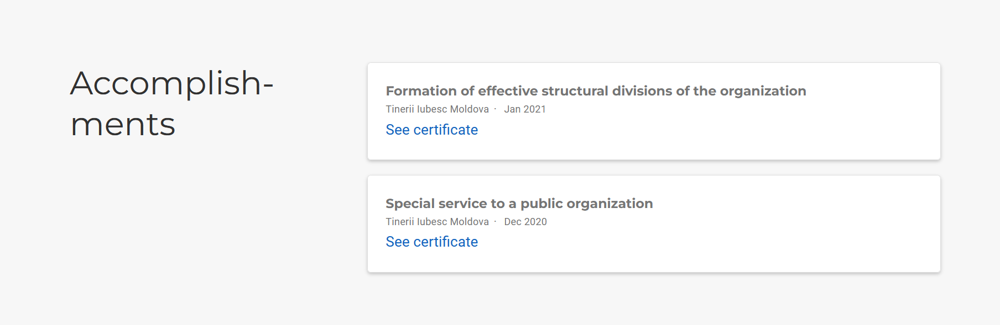 Accomplish-
ments
Formation of effective structural divisions of the organization
Tinerii Iubesc Moldova · Jan 2021
See certificate
Special service to a public organization
Tinerii Iubesc Moldova · Dec 2020
See certificate